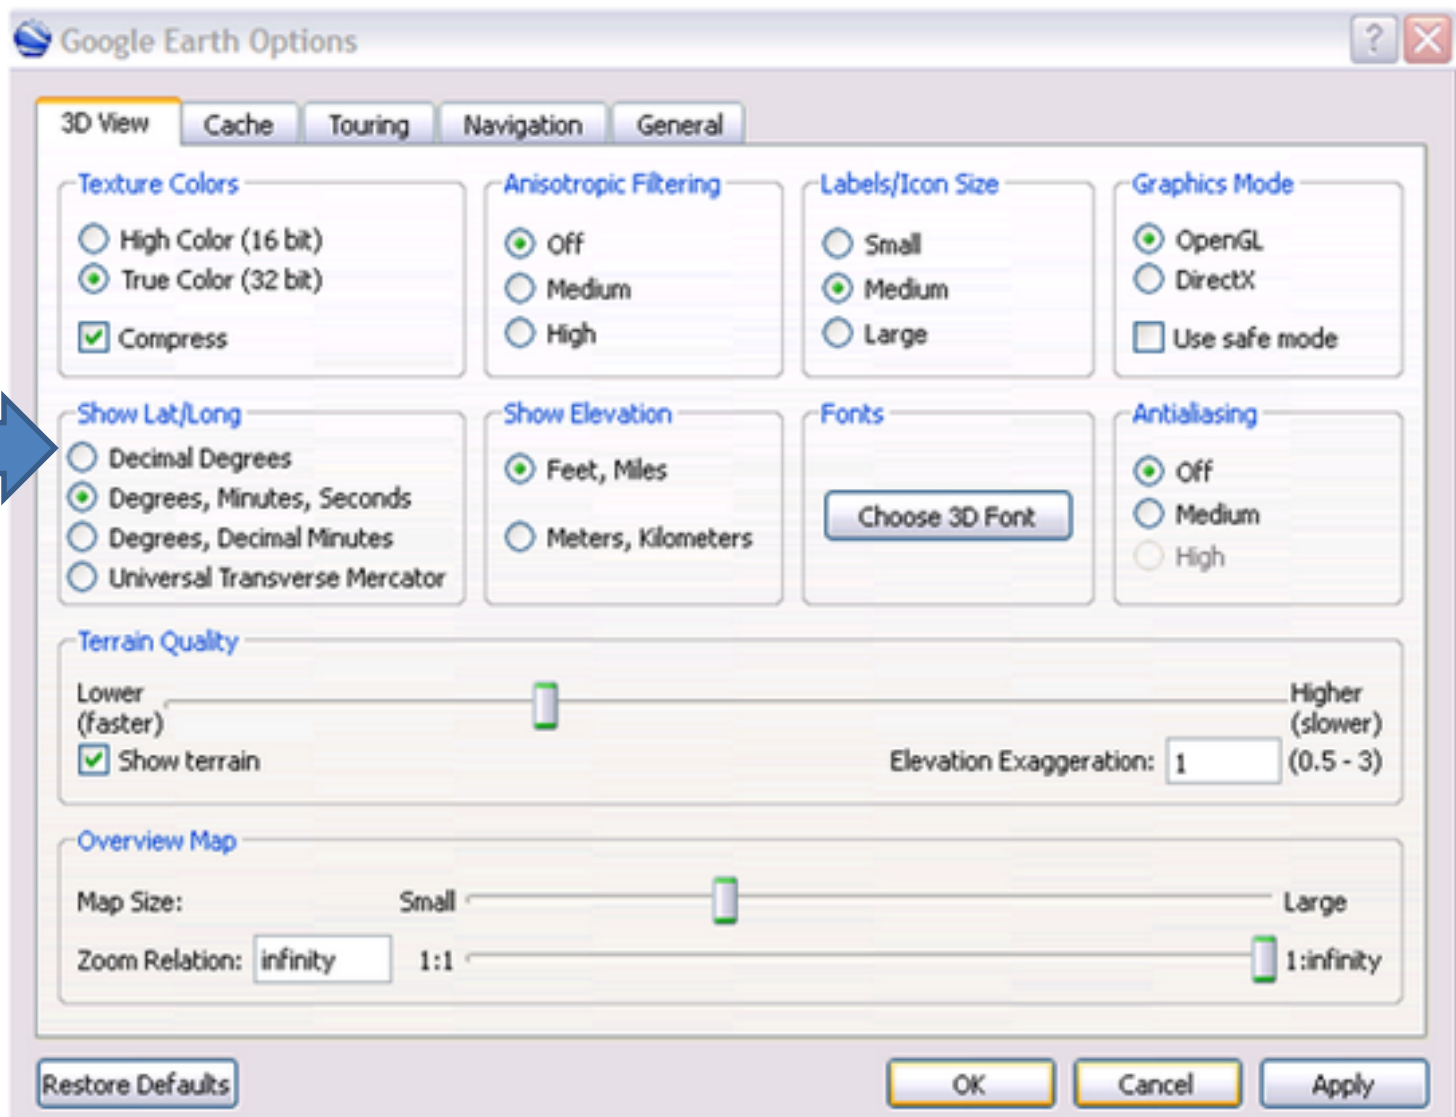 Google Earth Options
3D View Cache Touring Navigation General
Texture Colors
High Color (16 bit)
True Color (32 bit)
Compress
Anisotropic Filtering
Off
Medium
High
Labels/Icon Size
Small
Medium
Large
Graphics Mode
OpenGL
DirectX
Use safe mode
Show Lat/Long
Decimal Degrees
Degrees, Minutes, Seconds
Degrees, Decimal Minutes
Universal Transverse Mercator
Show Elevation
Feet, Miles
Meters, Kilometers
Fonts
Choose 3D Font
Antialiasing
Off
Medium
High
Terrain Quality
Lower
(faster)
Higher
(slower)
Show terrain
Elevation Exaggeration: 1 (0.5 - 3)
Overview Map
Map Size: Small Large
Zoom Relation: infinity 1:1 1:infinity
Restore Defaults OK Cancel Apply